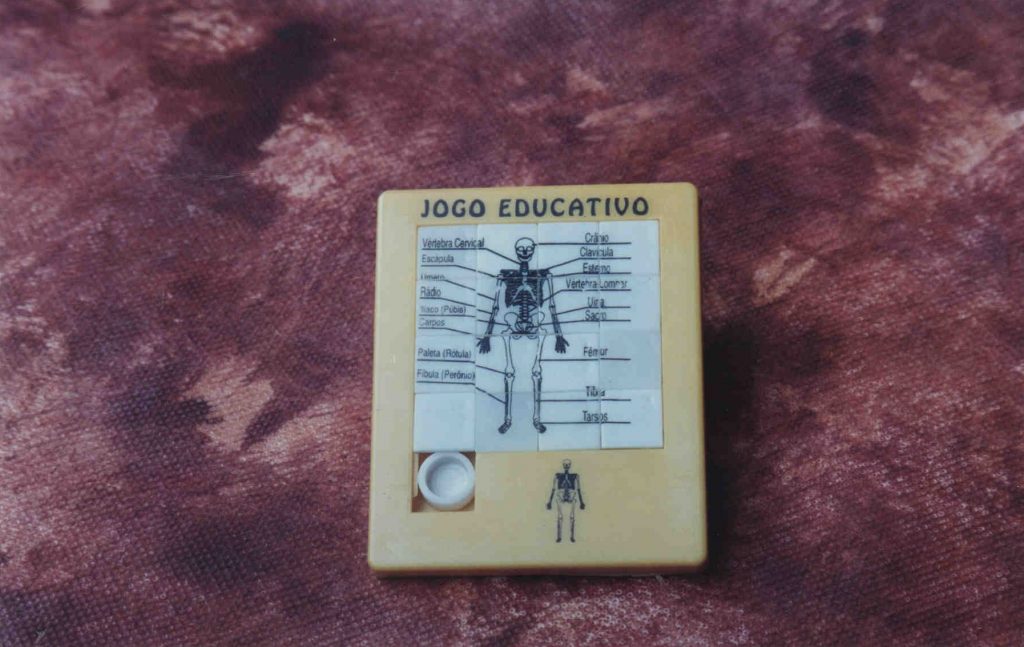 JOGO EDUCATIVO
Vértebra Cervical
Escápula
Úmero
Rádio
Ilíaco (Púbis)
Carpos
Paleta (Rótula)
Fíbula (Perônio)
Crânio
Clavícula
Esterno
Vértebra Lombar
Ulna
Sacro
Fêmur
Tíbia
Tarsos